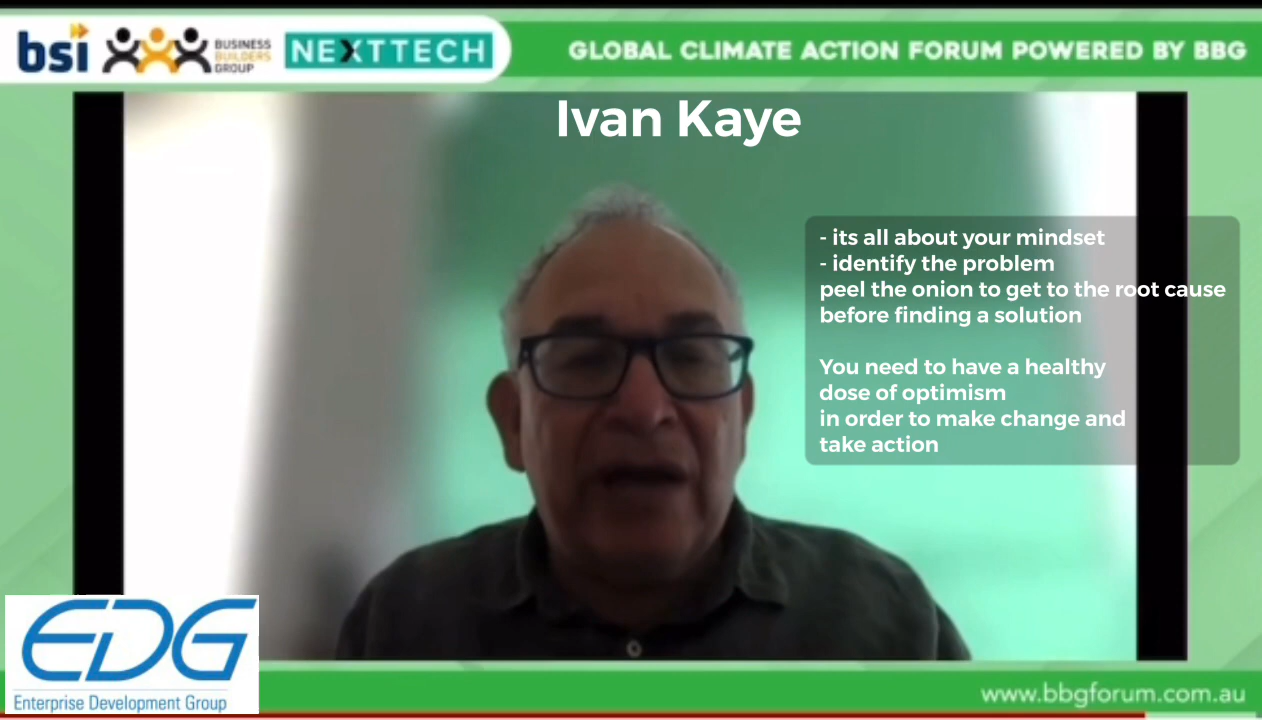 bsi
BUSINESS
BUILDERS
GROUP
NEXTTECH
GLOBAL CLIMATE ACTION FORUM POWERED BY BBG
Ivan Kaye
- its all about your mindset
- identify the problem
peel the onion to get to the root cause
before finding a solution
You need to have a healthy
dose of optimism
in order to make change and
take action
EDG
Enterprise Development Group
www.bbgforum.com.au